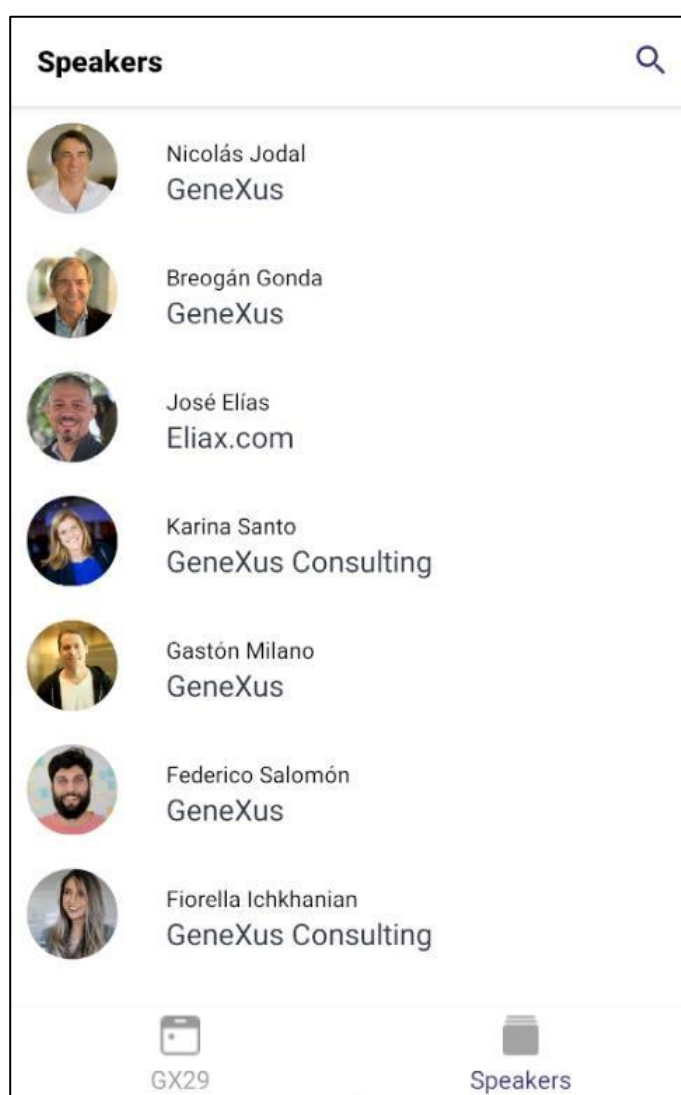 Speakers
Nicolás Jodal
GeneXus
Breogán Gonda
GeneXus
José Elías
Eliax.com
Karina Santo
GeneXus Consulting
Gastón Milano
GeneXus
Federico Salomón
GeneXus
Fiorella Ichkhanian
GeneXus Consulting
GX29
Speakers